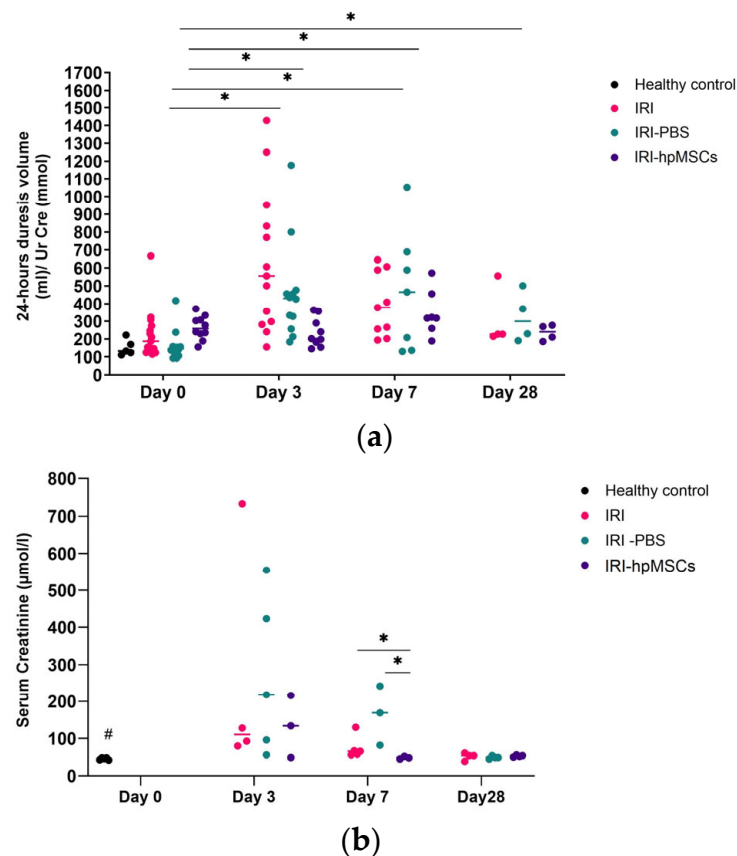 *
*
*
*
*
1700
1600
1500
1400
1300
1200
1100
1000
900
800
700
600
500
400
300
200
100
0
24-hours duresis volume
(ml)/ Ur Cre (mmol)
Day 0 Day 3 Day 7 Day 28
Healthy control
IRI
IRI-PBS
IRI-hpMSCs
(a)
800
700
600
500
400
300
200
100
0
Serum Creatinine (μmol/l)
#
*
*
Day 0 Day 3 Day 7 Day28
Healthy control
IRI
IRI -PBS
IRI-hpMSCs
(b)